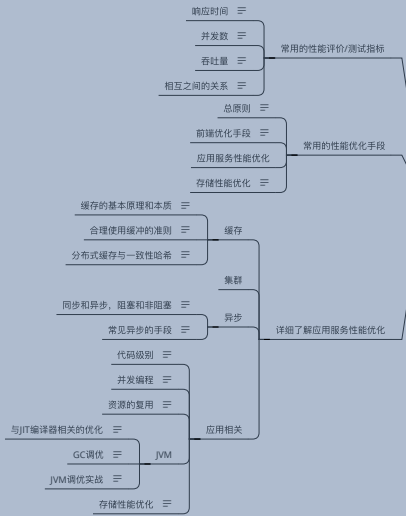 响应时间
并发数
吞吐量
相互之间的关系
常用的性能评价/测试指标
总原则
前端优化手段
应用服务性能优化
存储性能优化
常用的性能优化手段
缓存的基本原理和本质
合理使用缓冲的准则
分布式缓存与一致性哈希
缓存
集群
同步和异步，阻塞和非阻塞
常见异步的手段
异步
详细了解应用服务性能优化
代码级别
并发编程
资源的复用
应用相关
与JIT编译器相关的优化
GC调优
JVM调优实战
JVM
存储性能优化